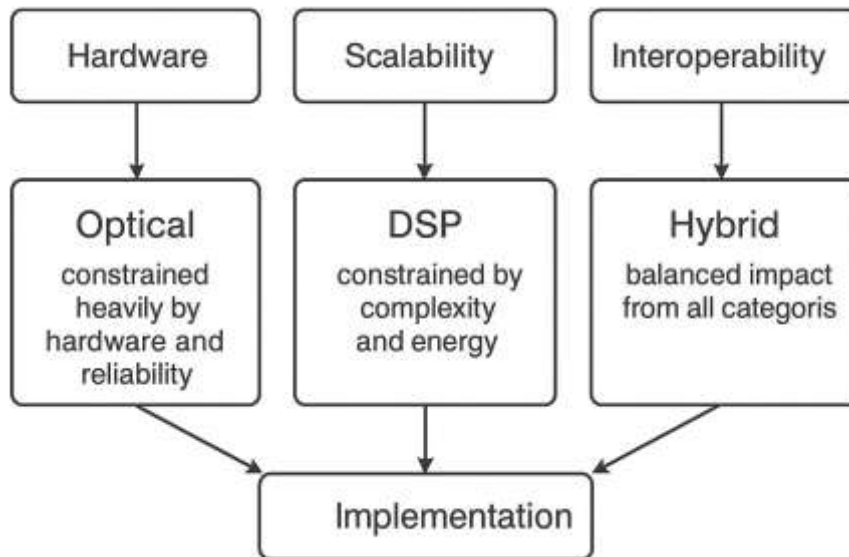 Hardware
Scalability
Interoperability
Optical
constrained
heavily by
hardware and
reliability
DSP
constrained by
complexity
and energy
Hybrid
balanced impact
from all categoris
Implementation